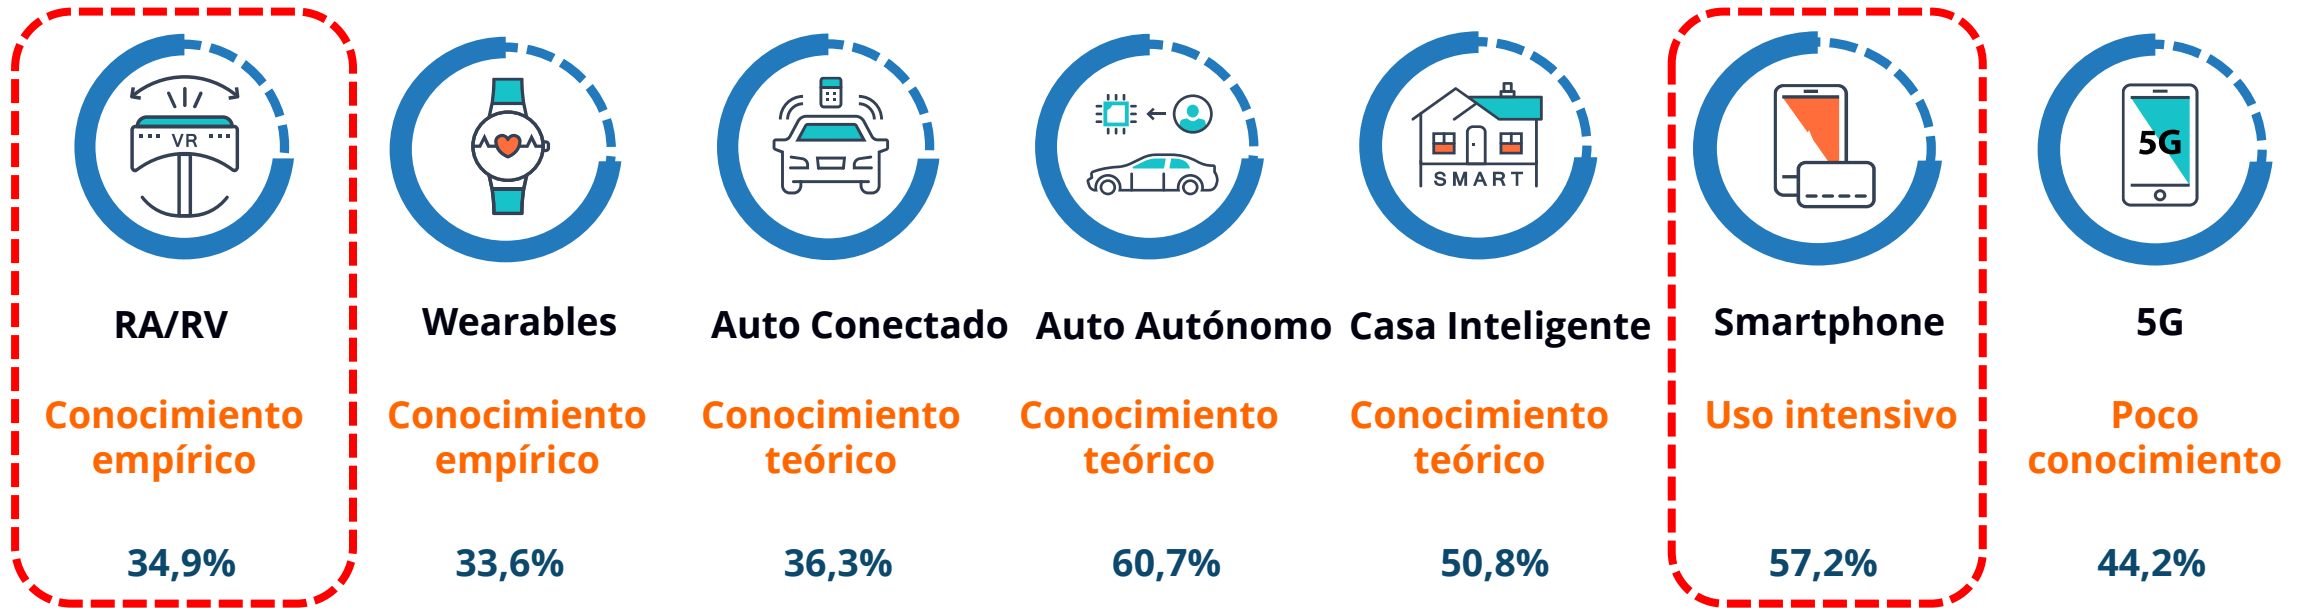 VR
SMART
5G
RA/RV
Wearables
Auto Conectado
Auto Autónomo
Casa Inteligente
Smartphone
5G
Conocimiento
empírico
Conocimiento
empírico
Conocimiento
teórico
Conocimiento
teórico
Conocimiento
teórico
Uso intensivo
Poco
conocimiento
34,9%
33,6%
36,3%
60,7%
50,8%
57,2%
44,2%